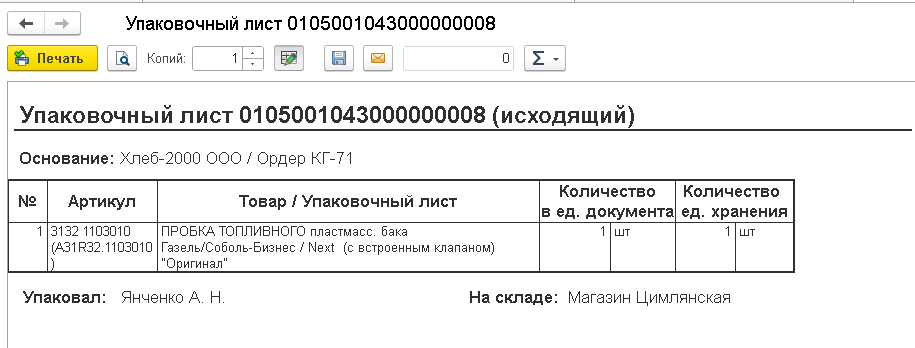 Упаковочный лист 0105001043000000008
Печать Копий: 1 0 Σ
Упаковочный лист 0105001043000000008 (исходящий)
Основание: Хлеб-2000 ООО / Ордер КГ-71
№ Артикул Товар / Упаковочный лист Количество в ед. документа Количество ед. хранения
1 3132 1103010 ПРОБКА ТОПЛИВНОГО пластмасс. бака 1 шт 1 шт
(А31R32.1103010 Газель/Соболь-Бизнес / Next (с встроенным клапаном)
) "Оригинал"
Упаковал: Янченко А. Н. На складе: Магазин Цимлянская